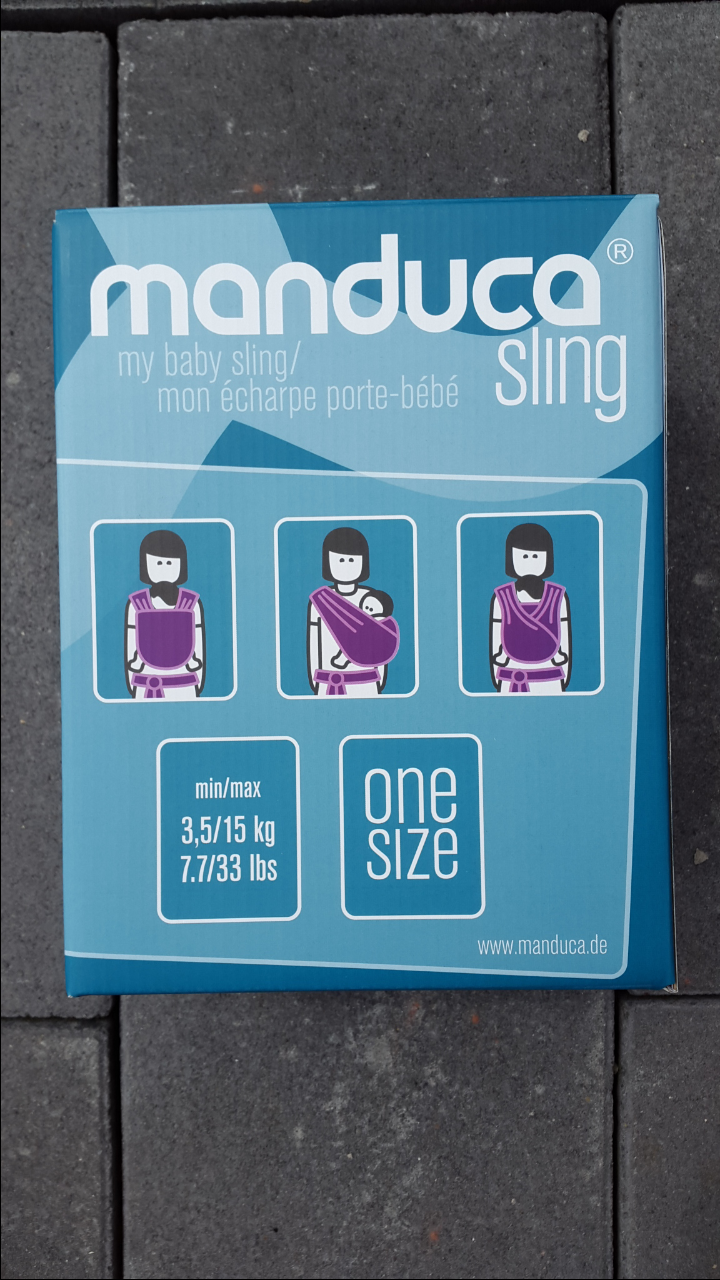 manduca®
sling
my baby sling/
mon écharpe porte-bébé
min/max
3,5/15 kg
7.7/33 lbs
one
size
www.manduca.de